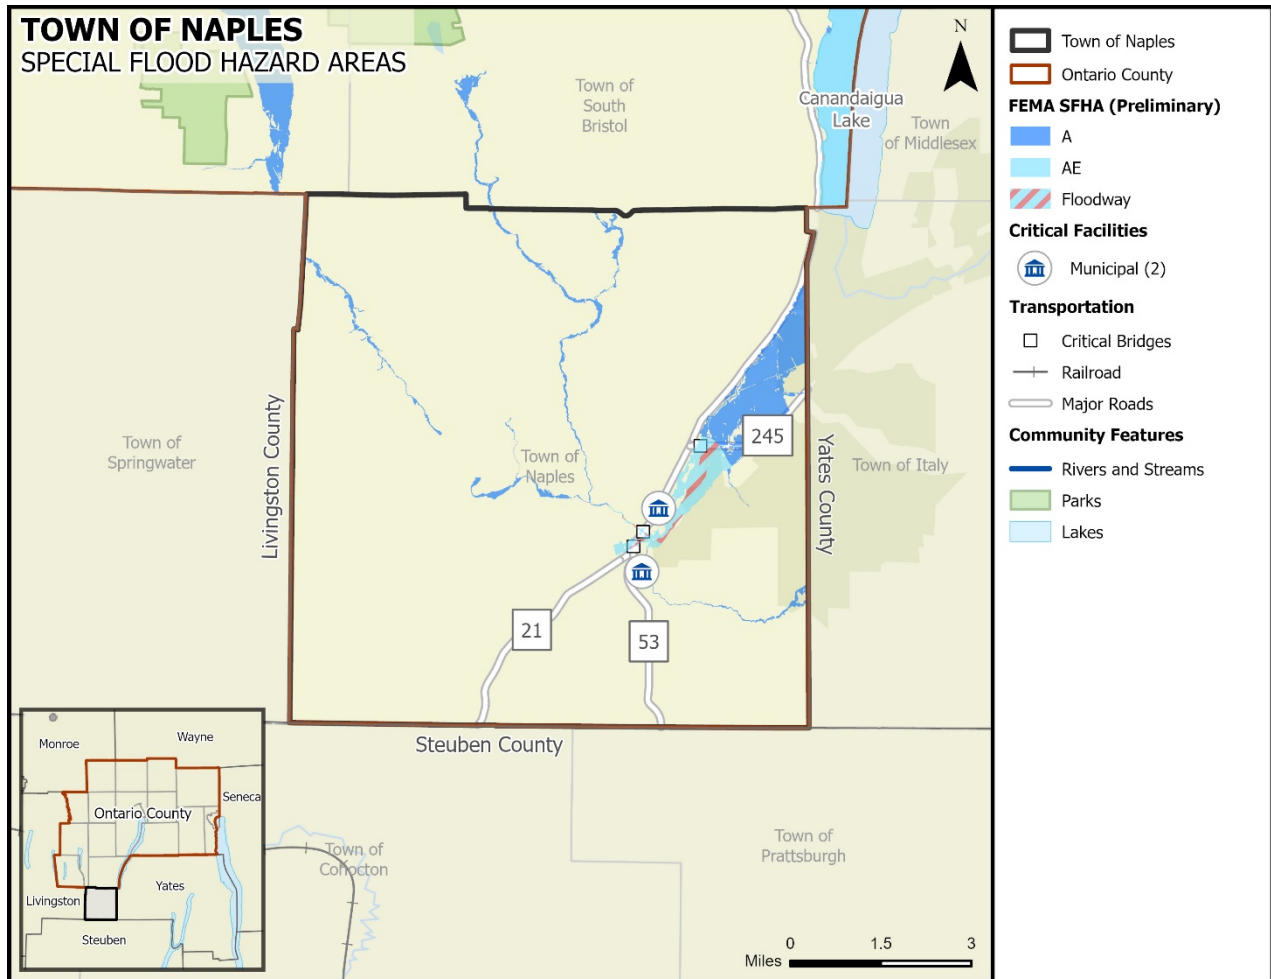 TOWN OF NAPLES
SPECIAL FLOOD HAZARD AREAS
N
Town of
South
Bristol
Canandaigua
Lake
Town
of Middlesex
Town of
Springwater
Livingston County
Town of
Naples
245
Yates County
Town of Italy
21
53
Steuben County
Town of
Cohocton
Town of
Prattsburgh
Monroe
Wayne
Seneca
Ontario County
Livingston
Yates
Steuben
0
1.5
3
Miles
Town of Naples
Ontario County
FEMA SFHA (Preliminary)
A
AE
Floodway
Critical Facilities
Municipal (2)
Transportation
Critical Bridges
Railroad
Major Roads
Community Features
Rivers and Streams
Parks
Lakes